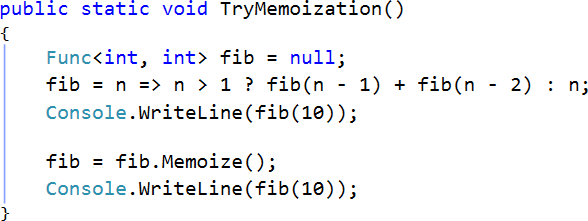 public static void TryMemoization()
{
    Func<int, int> fib = null;
    fib = n => n > 1 ? fib(n - 1) + fib(n - 2) : n;
    Console.WriteLine(fib(10));

    fib = fib.Memoize();
    Console.WriteLine(fib(10));
}